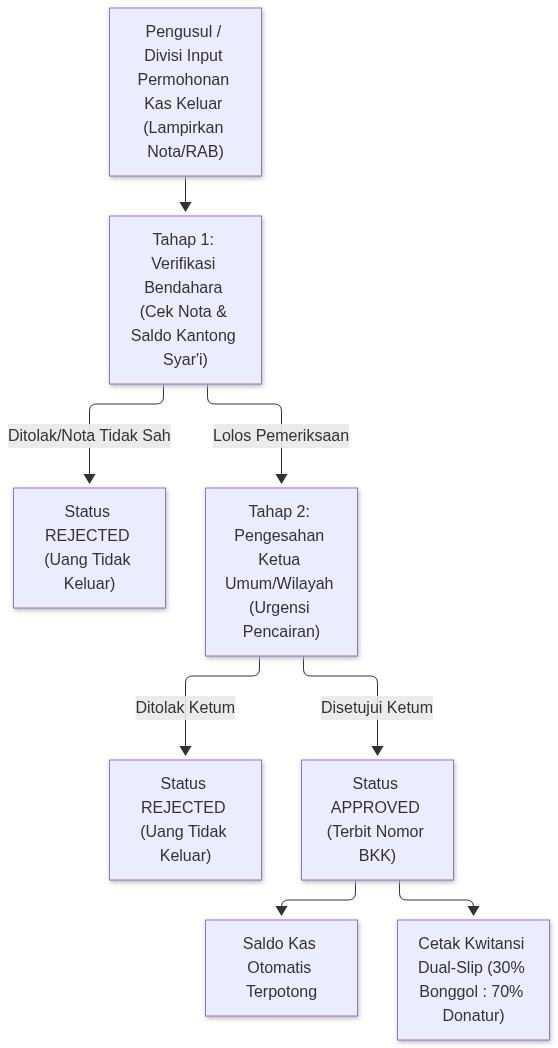 Pengusul /
Divisi Input
Permohonan
Kas Keluar
(Lampirkan
Nota/RAB)
Tahap 1:
Verifikasi
Bendahara
(Cek Nota &
Saldo Kantong
Syar'i)
Ditolak/Nota Tidak Sah
Lolos Pemeriksaan
Status
REJECTED
(Uang Tidak
Keluar)
Tahap 2:
Pengesahan
Ketua
Umum/Wilayah
(Urgensi
Pencairan)
Ditolak Ketum
Disetujui Ketum
Status
REJECTED
(Uang Tidak
Keluar)
Status
APPROVED
(Terbit Nomor
BKK)
Saldo Kas
Otomatis
Terpotong
Cetak Kwitansi
Dual-Slip (30%
Bonggol : 70%
Donatur)